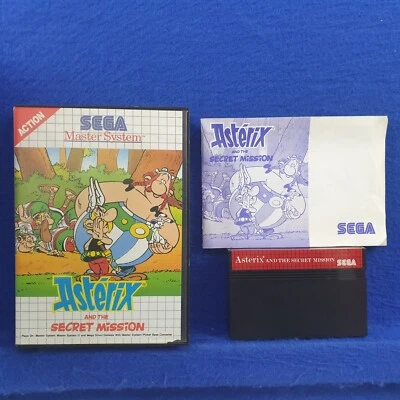 ACTION
SEGA
Master System™
Astérix
AND THE
SECRET MISSION
Astérix
AND THE
SECRET MISSION
SEGA
Asterix AND THE SECRET MISSION SEGA